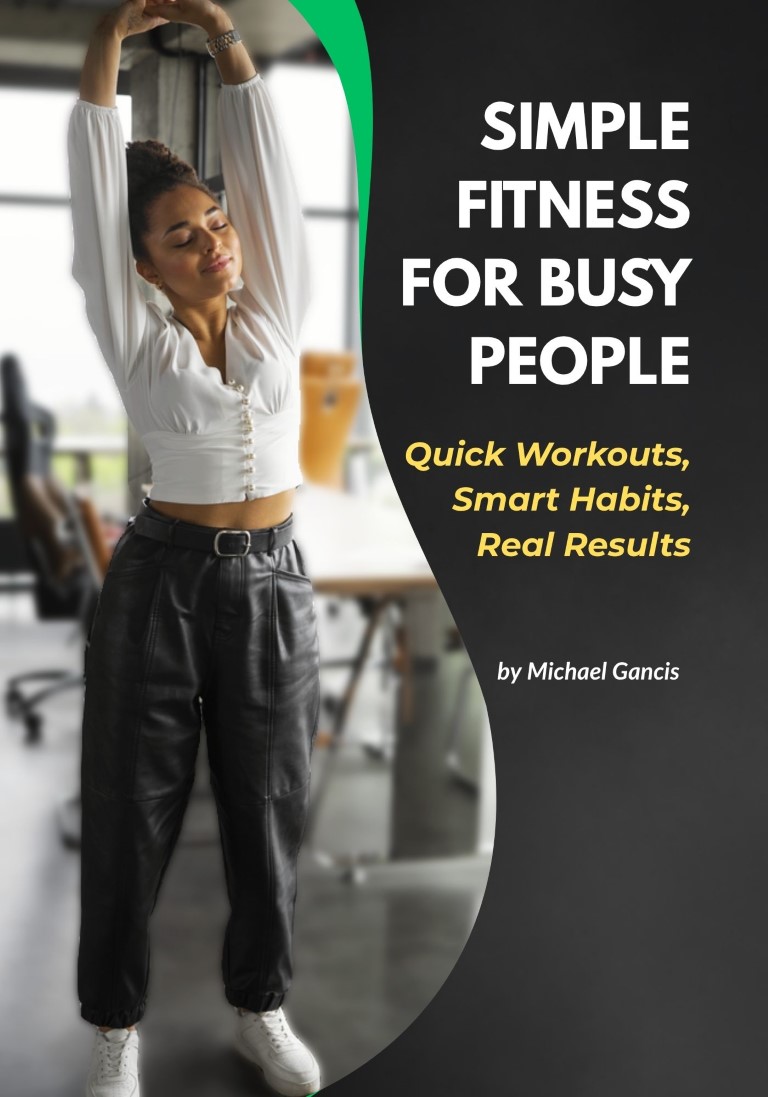 SIMPLE
FITNESS
FOR BUSY
PEOPLE
Quick Workouts,
Smart Habits,
Real Results
by Michael Gancis